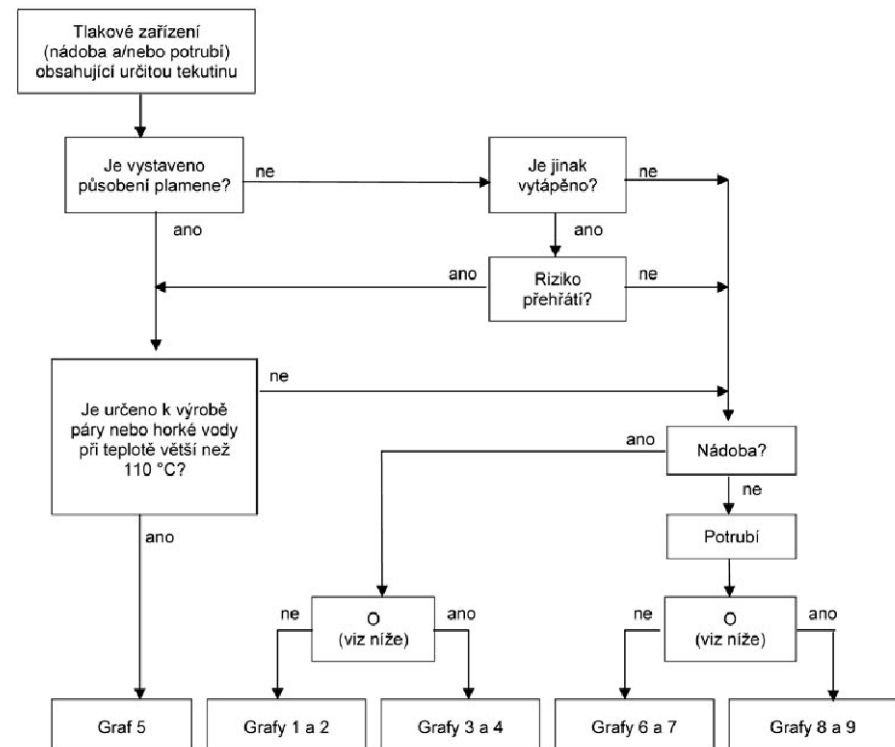 Tlakové zařízení
(nádoba a/nebo potrubí)
obsahující určitou tekutinu
Je vystaveno
působení plamene?
ne
Je jinak
vytápěno?
ne
ano
ano
ano
Riziko
přehřátí?
ne
Je určeno k výrobě
páry nebo horké vody
při teplotě větší než
110 °C?
ne
ano
Nádoba?
ne
ano
Potrubí
ne
O
(viz níže)
ano
ne
O
(viz níže)
ano
Graf 5
Grafy 1 a 2
Grafy 3 a 4
Grafy 6 a 7
Grafy 8 a 9